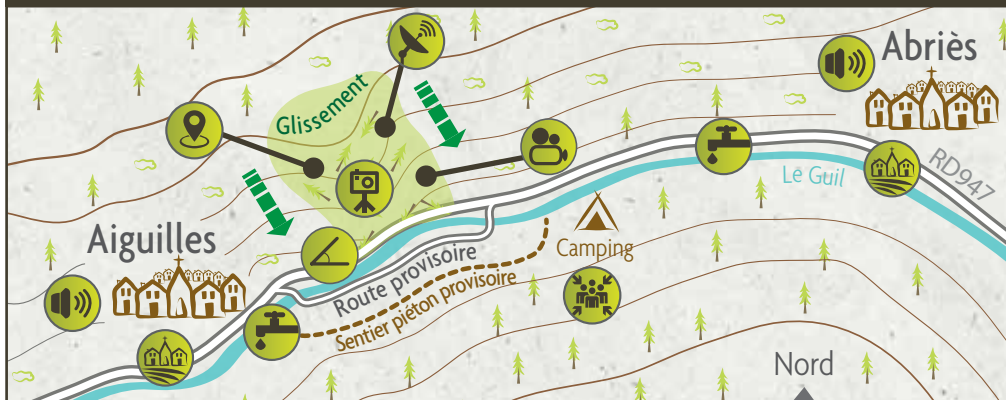 Abriès
Glissement
RD947
Le Guil
Aiguilles
Camping
Route provisoire
Sentier piéton provisoire
Nord